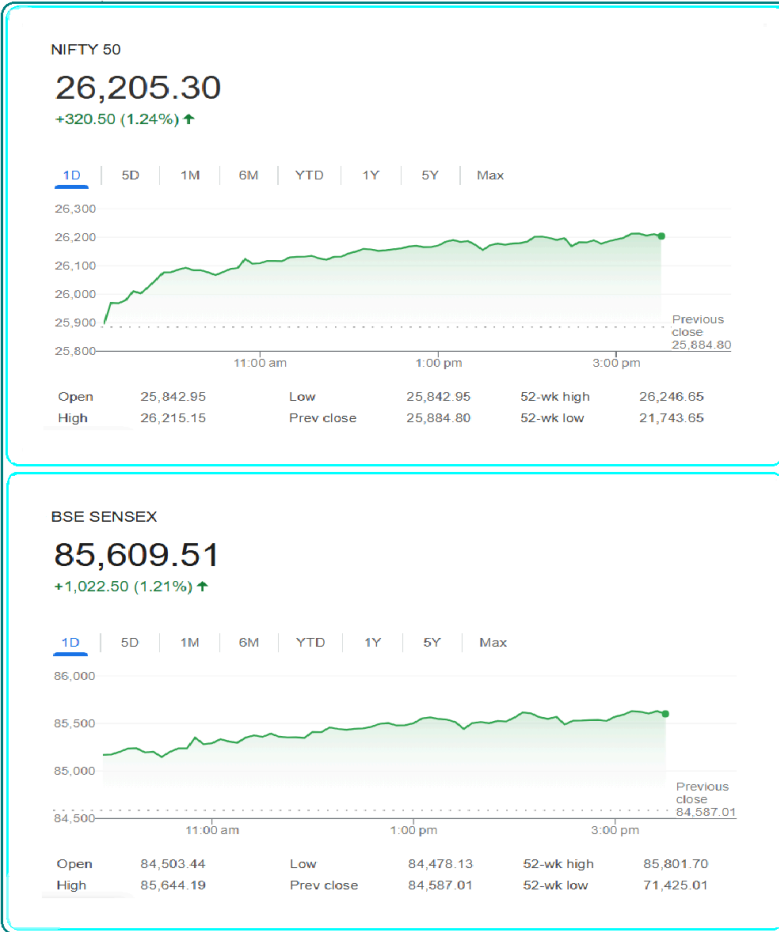 NIFTY 50
26,205.30
+320.50 (1.24%) ↑
1D 5D 1M 6M YTD 1Y 5Y Max
26,300
26,200
26,100
26,000
25,900
25,800
Previous
close
25,884.80
11:00 am 1:00 pm 3:00 pm
Open 25,842.95 Low 25,842.95 52-wk high 26,246.65
High 26,215.15 Prev close 25,884.80 52-wk low 21,743.65
BSE SENSEX
85,609.51
+1,022.50 (1.21%) ↑
1D 5D 1M 6M YTD 1Y 5Y Max
86,000
85,500
85,000
84,500
Previous
close
84,587.01
11:00 am 1:00 pm 3:00 pm
Open 84,503.44 Low 84,478.13 52-wk high 85,801.70
High 85,644.19 Prev close 84,587.01 52-wk low 71,425.01